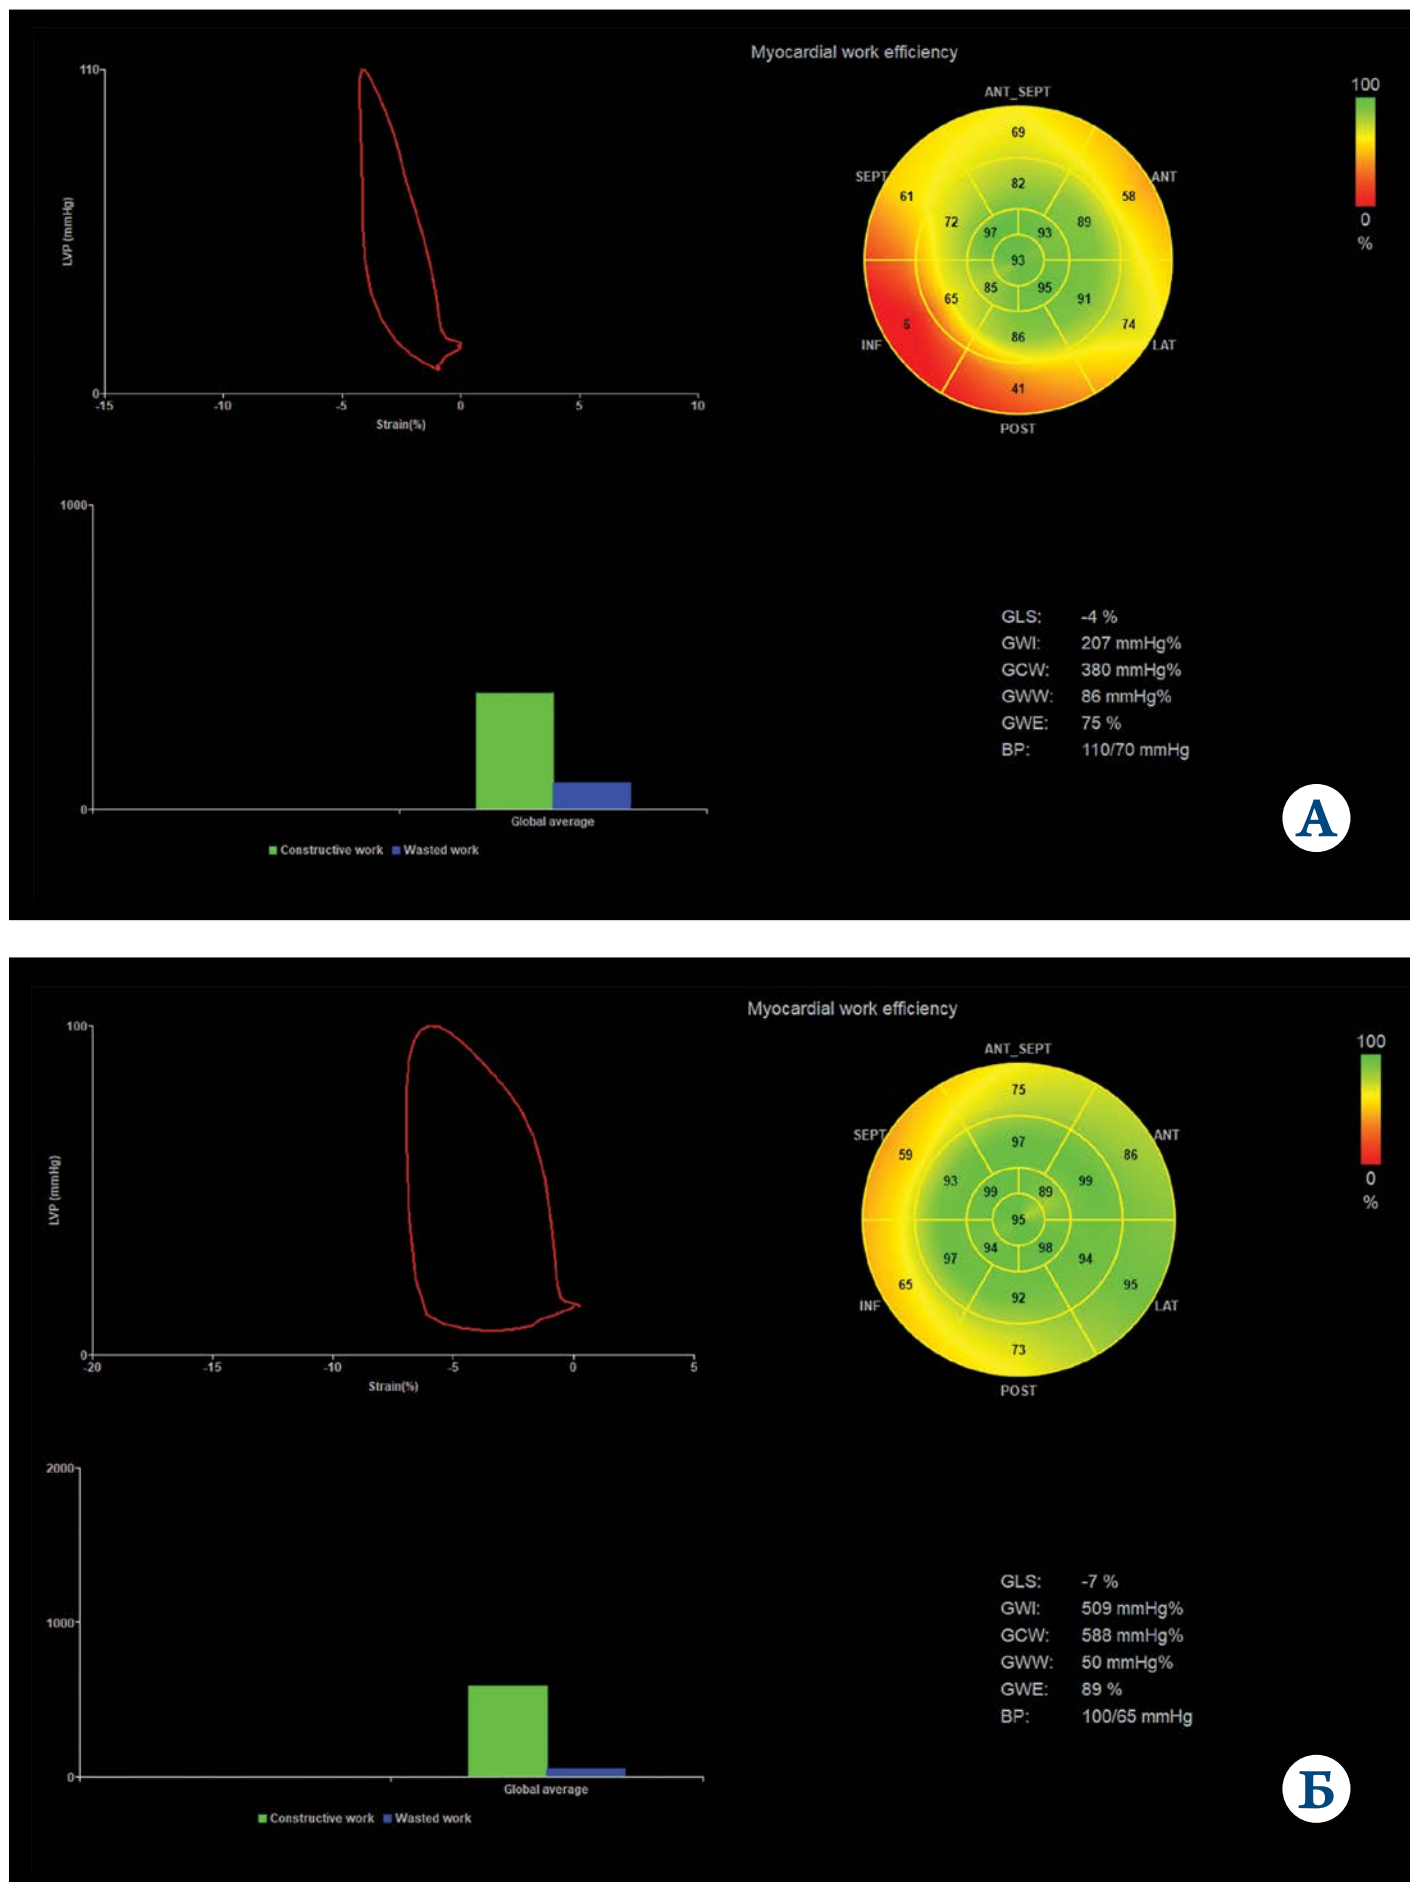 Myocardial work efficiency
110
LVP (mmHg)
0
-15 -10 -5 0 5 10
Strain(%)
ANT_SEPT
SEPT
ANT
INF
LAT
POST
69
61
58
82
72
89
97
93
93
85
95
65
91
6
74
86
41
100
0
%
1000
0
Global average
Constructive work Wasted work
GLS: -4 %
GWI: 207 mmHg%
GCW: 380 mmHg%
GWW: 86 mmHg%
GWE: 75 %
BP: 110/70 mmHg
А
Myocardial work efficiency
100
LVP (mmHg)
0
-20 -15 -10 -5 0 5
Strain(%)
ANT_SEPT
SEPT
ANT
INF
LAT
POST
75
59
86
97
93
99
99
89
95
94
98
97
94
65
95
92
73
100
0
%
2000
1000
0
Global average
Constructive work Wasted work
GLS: -7 %
GWI: 509 mmHg%
GCW: 588 mmHg%
GWW: 50 mmHg%
GWE: 89 %
BP: 100/65 mmHg
Б